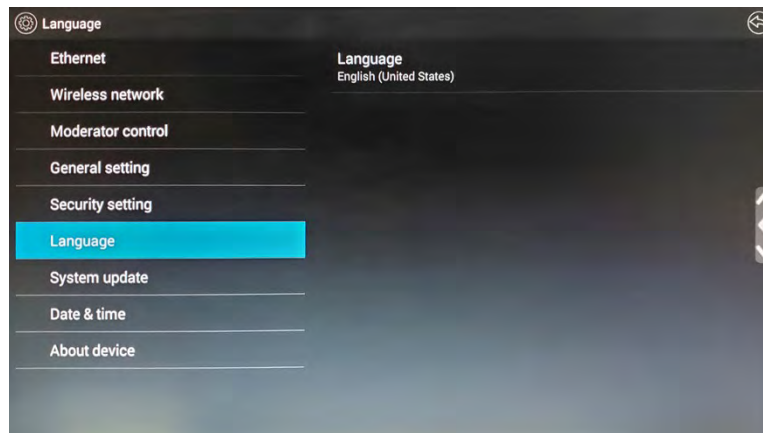 Language
Ethernet
Wireless network
Moderator control
General setting
Security setting
Language
System update
Date & time
About device
Language
English (United States)